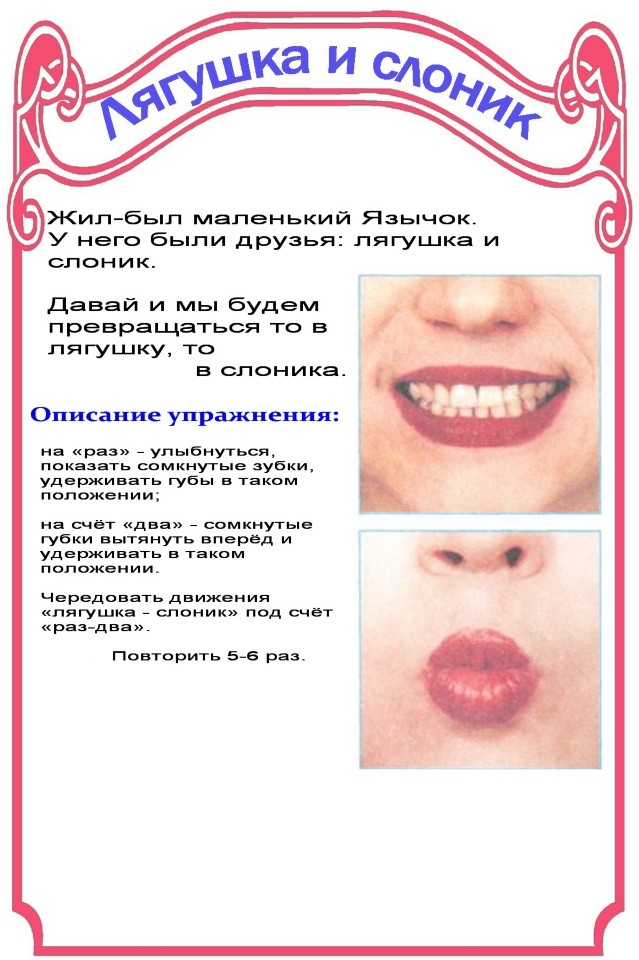 Лягушка и слоник
Жил-был маленький Язычок.
У него были друзья: лягушка и
слоник.
Давай и мы будем
превращаться то в
лягушку, то
в слоника.
Описание упражнения:
на «раз» - улыбнуться,
показать сомкнутые зубки,
удерживать губы в таком
положении;
на счёт «два» - сомкнутые
губки вытянуть вперёд и
удерживать в таком
положении.
Чередовать движения
«лягушка - слоник» под счёт
«раз-два».
Повторить 5-6 раз.